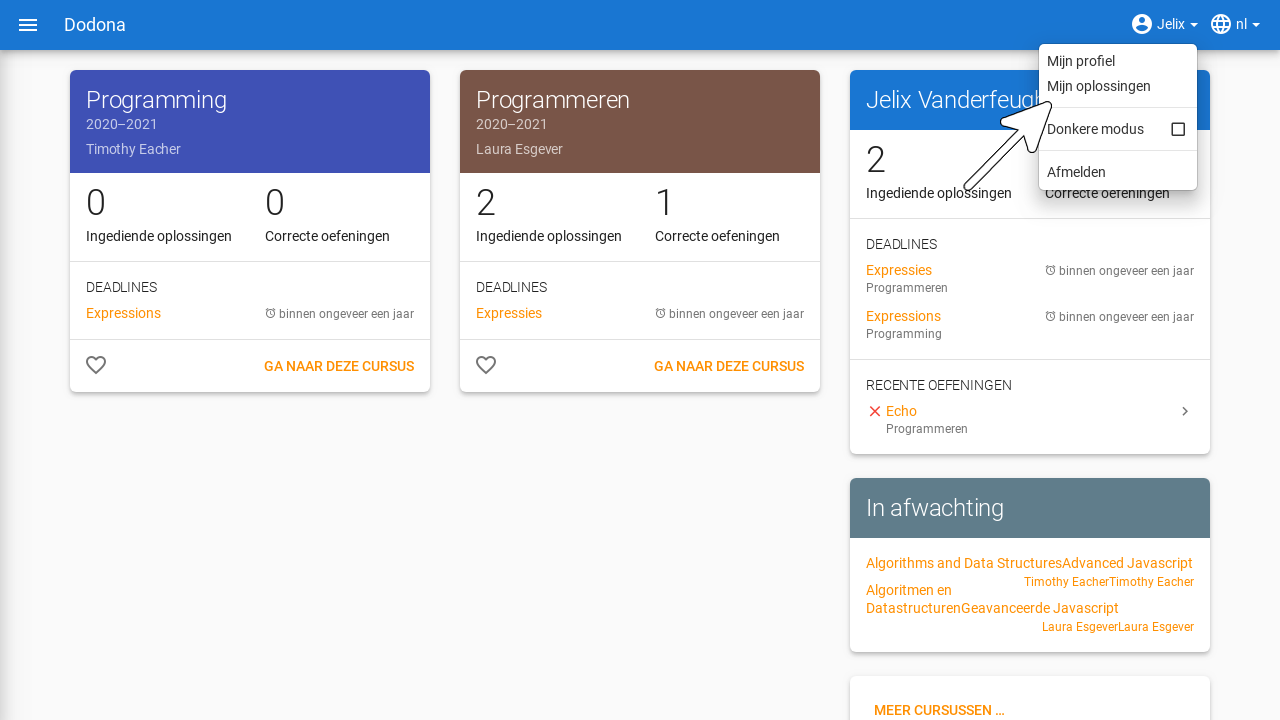 Dodona
Jelix
nl
Mijn profiel
Mijn oplossingen
Donkere modus
Afmelden
Programming
2020–2021
Timothy Eacher
0
0
Ingediende oplossingen
Correcte oefeningen
DEADLINES
Expressions
binnen ongeveer een jaar
GA NAAR DEZE CURSUS
Programmeren
2020–2021
Laura Esgever
2
1
Ingediende oplossingen
Correcte oefeningen
DEADLINES
Expressies
binnen ongeveer een jaar
GA NAAR DEZE CURSUS
Jelix
2
Ingediende oplossingen
Correcte oefeningen
DEADLINES
Expressies
binnen ongeveer een jaar
Programmeren
Expressions
binnen ongeveer een jaar
Programming
RECENTE OEFENINGEN
Echo
Programmeren
In afwachting
Algorithms and Data StructuresAdvanced Javascript
Timothy EacherTimothy Eacher
Algoritmen en
DatastructurenGeavanceerde Javascript
Laura EsgeverLaura Esgever
MEER CURSUSSEN ...